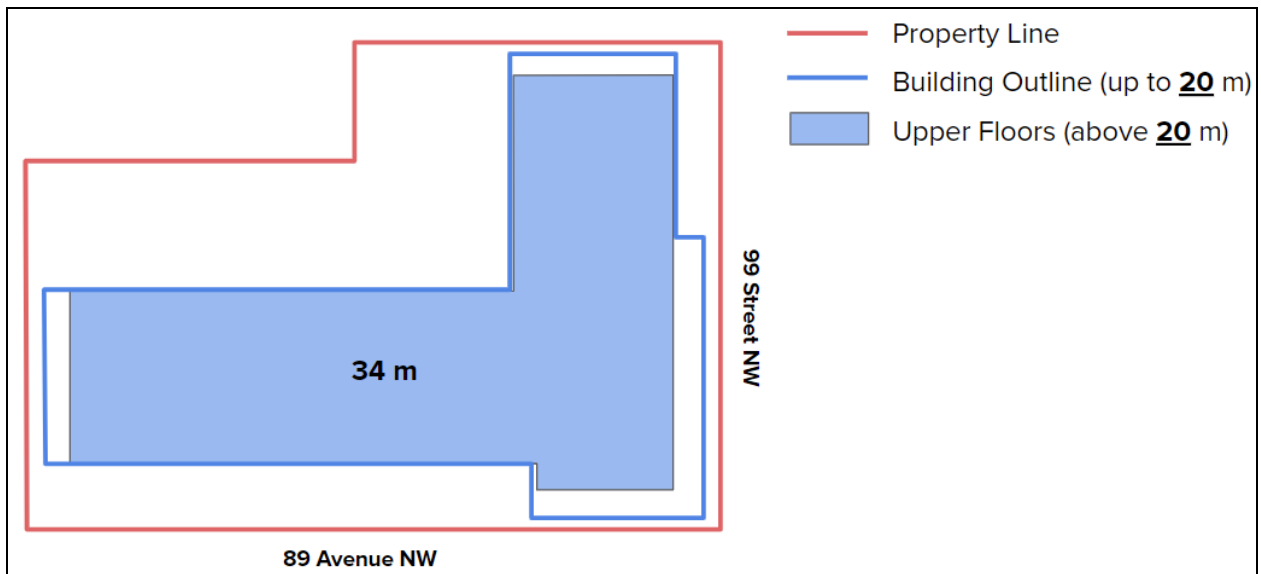 Property Line
Building Outline (up to 20 m)
Upper Floors (above 20 m)
99 Street NW
34 m
89 Avenue NW